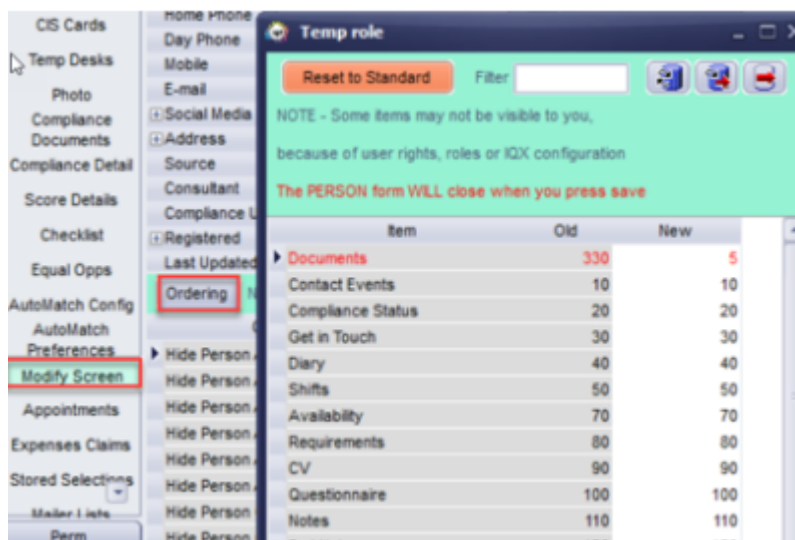 CIS Cards
Temp Desks
Photo
Compliance
Documents
Compliance Detail
Score Details
Checklist
Equal Opps
AutoMatch Config
AutoMatch
Preferences
Modify Screen
Appointments
Expenses Claims
Stored Selections
Mailer Lists
Perm
Home Phone
Day Phone
Mobile
E-mail
Social Media
Address
Source
Consultant
Compliance
Registered
Last Updated
Ordering
Hide Person
Hide Person
Hide Person
Hide Person
Hide Person
Hide Person
Hide Person
Hide Person
Temp role
Reset to Standard Filter
NOTE - Some items may not be visible to you,
because of user rights, roles or IQX configuration
The PERSON form WILL close when you press save
Item Old New
Documents 330 5
Contact Events 10 10
Compliance Status 20 20
Get in Touch 30 30
Diary 40 40
Shifts 50 50
Availability 70 70
Requirements 80 80
CV 90 90
Questionnaire 100 100
Notes 110 110